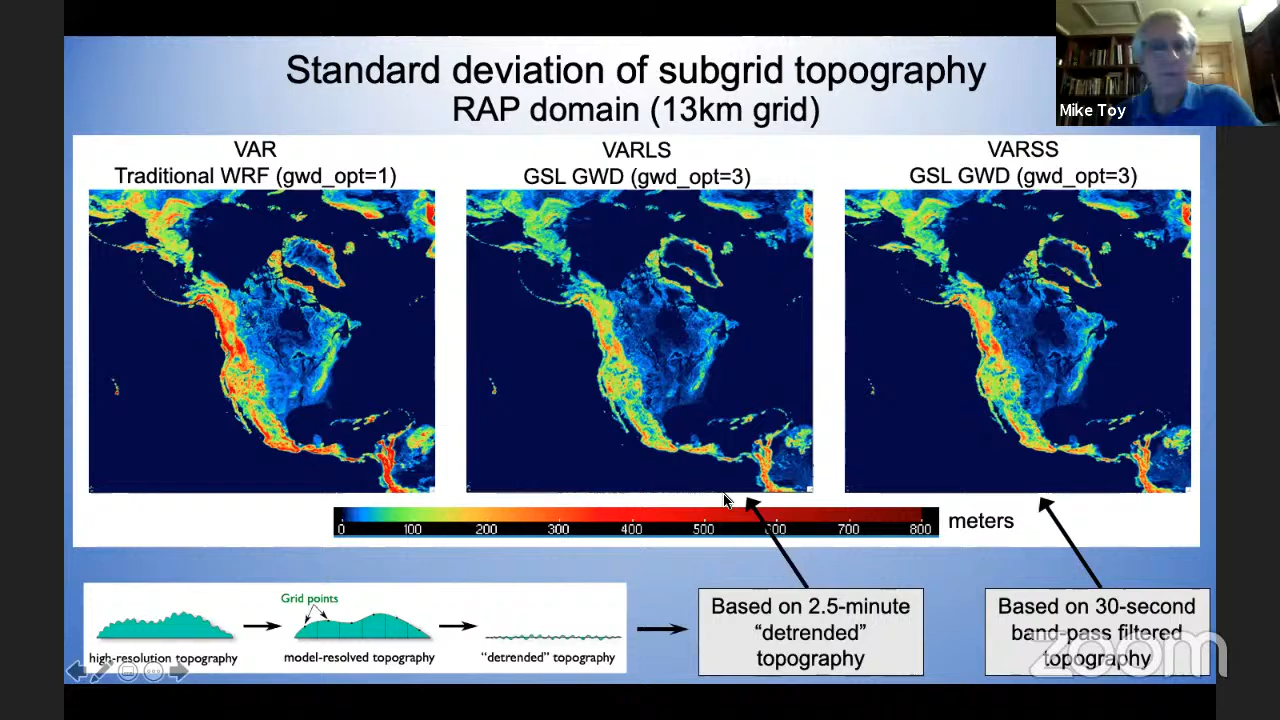 Standard deviation of subgrid topography
RAP domain (13km grid)
Mike Toy
VAR
Traditional WRF (gwd_opt=1)
VARLS
GSL GWD (gwd_opt=3)
VARSS
GSL GWD (gwd_opt=3)
0 100 200 300 400 500 600 700 800
meters
Grid points
high-resolution topography
model-resolved topography
"detrended" topography
Based on 2.5-minute
"detrended"
topography
Based on 30-second
band-pass filtered
topography
zoom